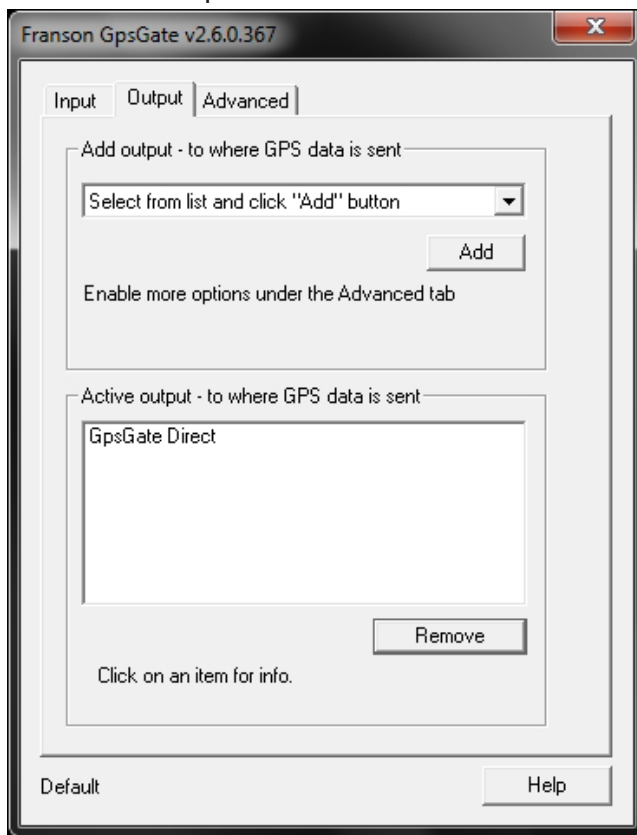 Franson GpsGate v2.6.0.367
Input Output Advanced
Add output - to where GPS data is sent
Select from list and click "Add" button
Add
Enable more options under the Advanced tab
Active output - to where GPS data is sent
GpsGate Direct
Remove
Click on an item for info.
Default
Help